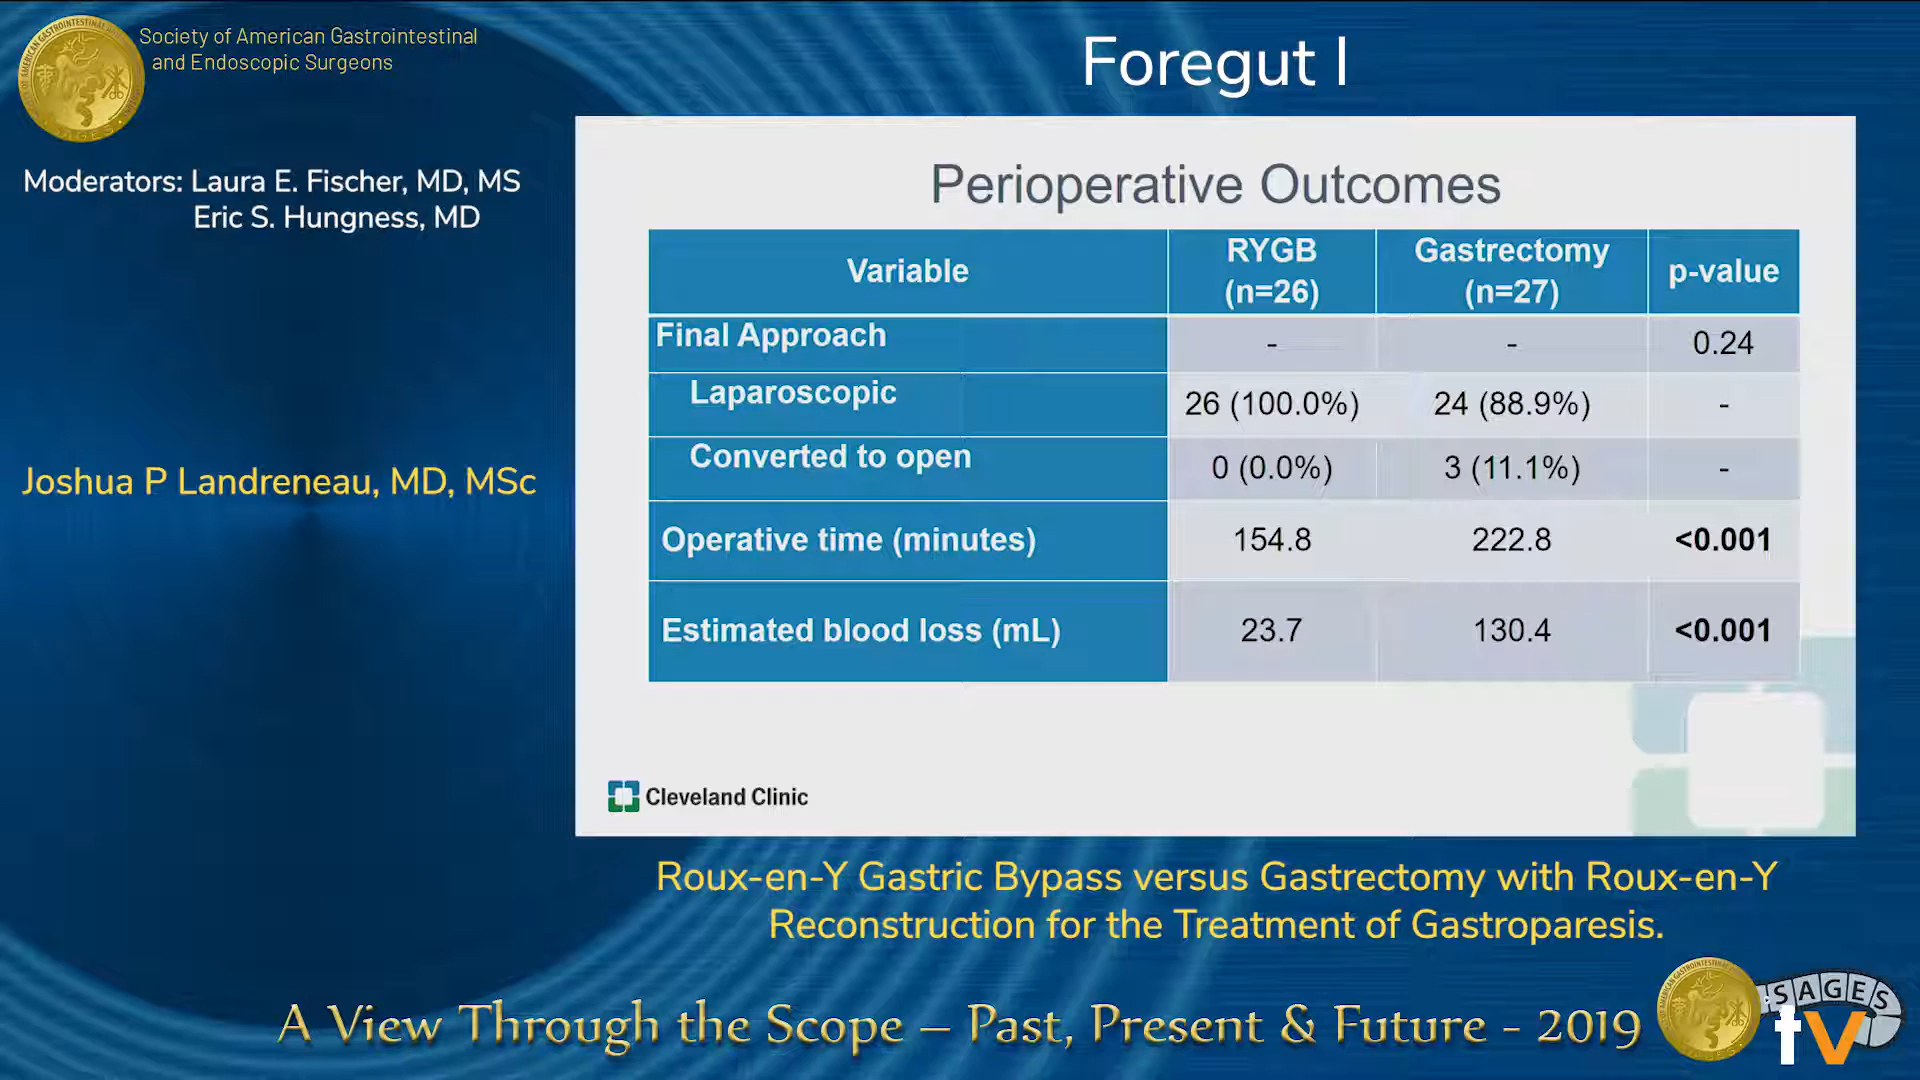 Society of American Gastrointestinal
and Endoscopic Surgeons
Foregut I
Moderators: Laura E. Fischer, MD, MS
Eric S. Hungness, MD
Joshua P Landreneau, MD, MSc
Perioperative Outcomes
Variable RYGB (n=26) Gastrectomy (n=27) p-value
Final Approach - - 0.24
Laparoscopic 26 (100.0%) 24 (88.9%) -
Converted to open 0 (0.0%) 3 (11.1%) -
Operative time (minutes) 154.8 222.8 <0.001
Estimated blood loss (mL) 23.7 130.4 <0.001
Cleveland Clinic
Roux-en-Y Gastric Bypass versus Gastrectomy with Roux-en-Y
Reconstruction for the Treatment of Gastroparesis.
A View Through the Scope – Past, Present & Future - 2019
SAGES
tv